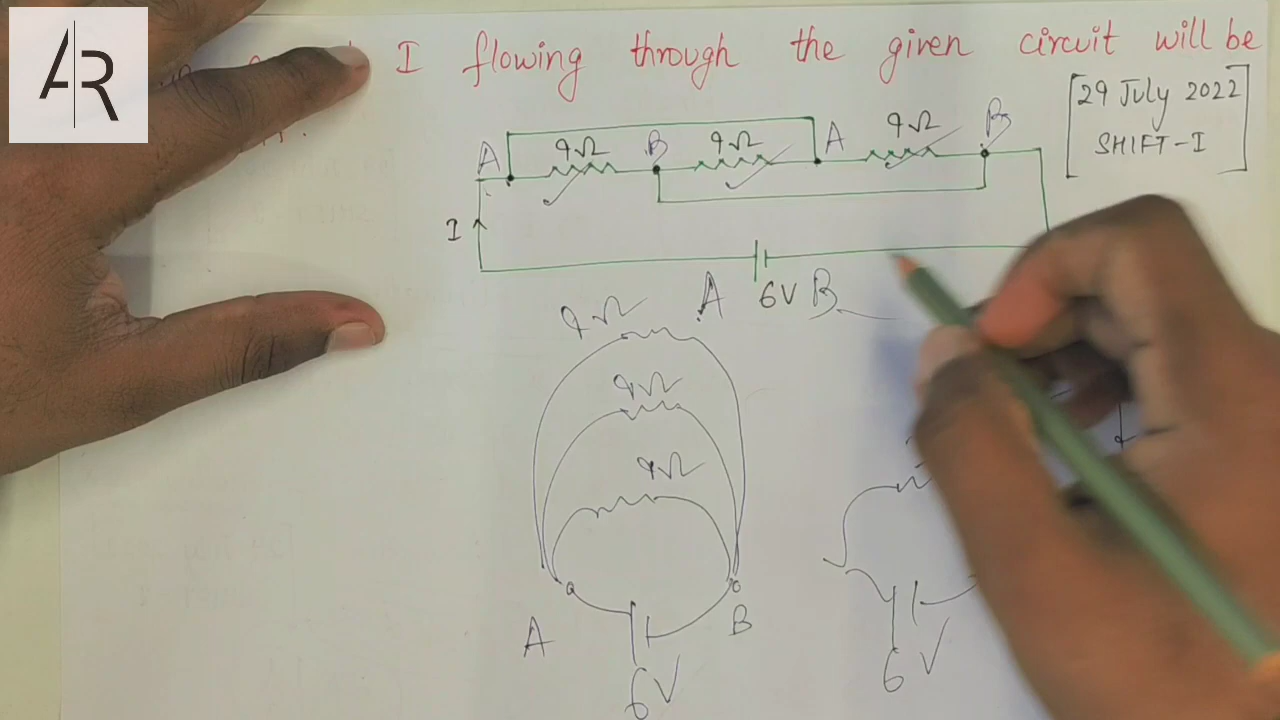 AR
I flowing through the given circuit will be
[29 July 2022
SHIFT-I]
A 9Ω B 9Ω A 9Ω B
I
A 6V B
9Ω
9Ω
9Ω
A B
6V
6V